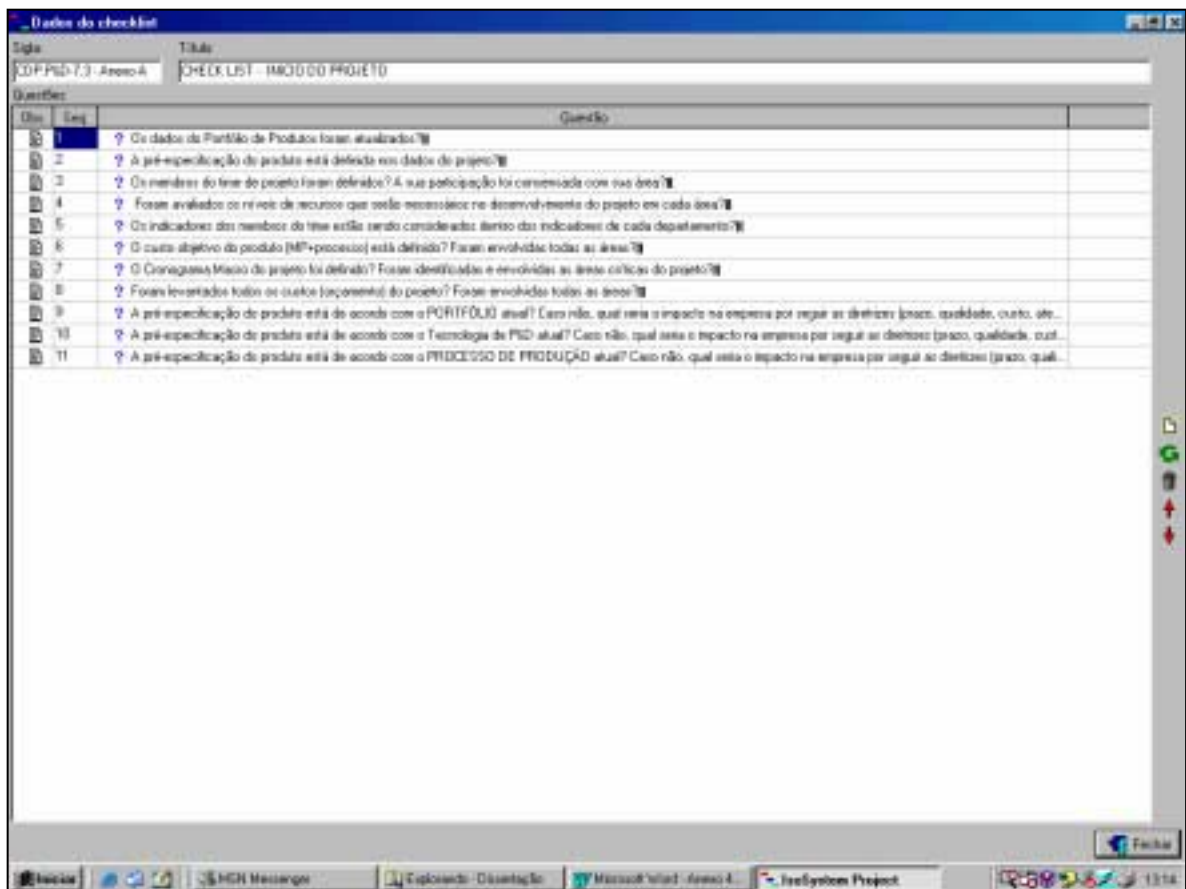 Dados do checklist
Sigla Título
CDP P&D-7.3 - Anexo A CHECK LIST - INICIO DO PROJETO
Questões
Obs Seq Questão
1 ? Os dados do Portfólio de Produtos foram atualizados?
2 ? A pré-especificação do produto está definida nos dados do projeto?
3 ? Os membros do time de projeto foram definidos? A sua participação foi consensada com sua área?
4 ? Foram avaliados os níveis de recursos que serão necessários no desenvolvimento do projeto em cada área?
5 ? Os indicadores dos membros do time estão sendo considerados dentro dos indicadores de cada departamento?
6 ? O custo objetivo do produto (MP+processo) está definido? Foram envolvidas todas as áreas?
7 ? O Cronograma Macro do projeto foi definido? Foram identificadas e envolvidas as áreas críticas do projeto?
8 ? Foram levantados todos os custos (orçamento) do projeto? Foram envolvidas todas as áreas?
9 ? A pré-especificação do produto está de acordo com o PORTFÓLIO atual? Caso não, qual seria o impacto na empresa por seguir as diretrizes (prazo, qualidade, custo, ate...
10 ? A pré-especificação do produto está de acordo com a Tecnologia de P&D atual? Caso não, qual seria o impacto na empresa por seguir as diretrizes (prazo, qualidade, cust...
11 ? A pré-especificação do produto está de acordo com o PROCESSO DE PRODUÇÃO atual? Caso não, qual seria o impacto na empresa por seguir as diretrizes (prazo, quali...
Fechar
Iniciar MSN Messenger Explorando - Dissertação Microsoft Word - Anexo 4... IsoSystem Project 13:14